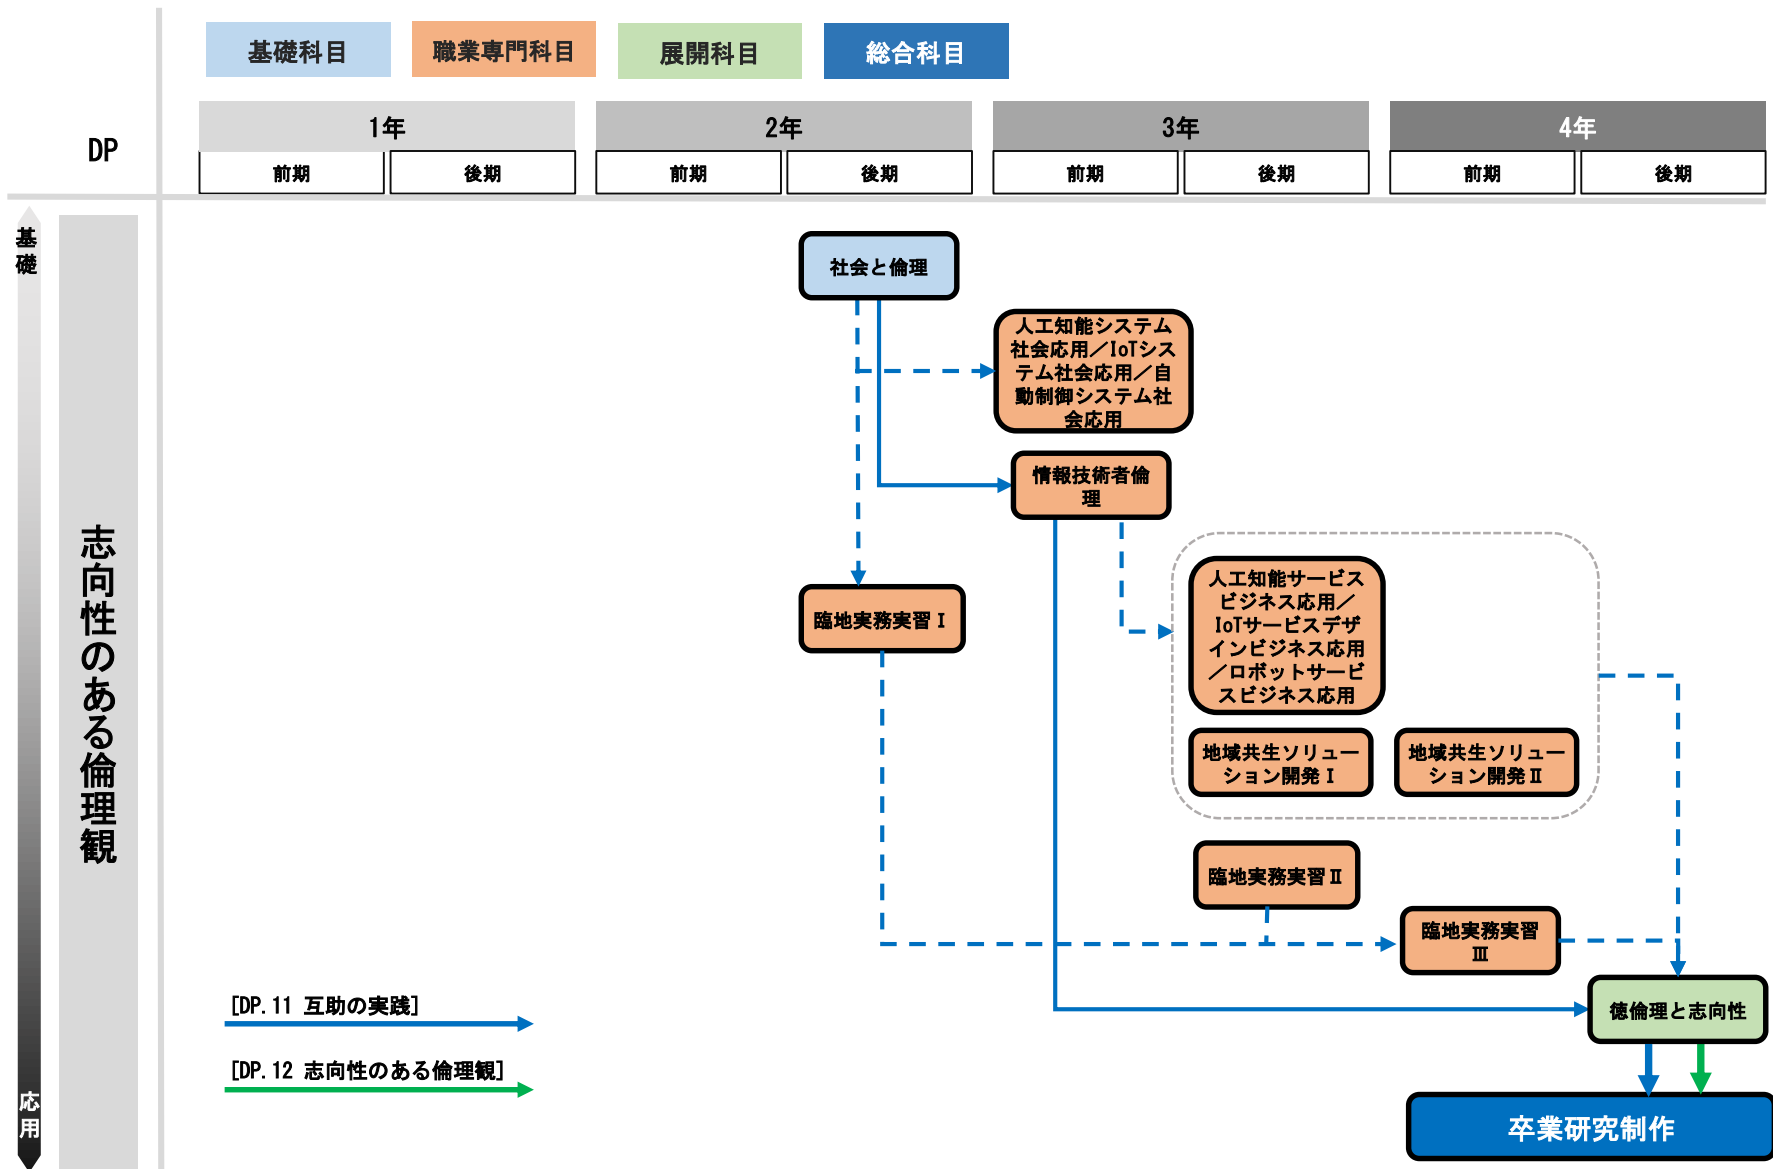 基礎科目
職業専門科目
展開科目
総合科目
DP
1年
2年
3年
4年
前期
後期
前期
後期
前期
後期
前期
後期
基
礎
志向性のある倫理観
社会と倫理
人工知能システム
社会応用／IoTシス
テム社会応用／自
動制御システム社
会応用
情報技術者倫
理
人工知能サービス
ビジネス応用／
IoTサービスデザ
インビジネス応用
／ロボットサービ
スビジネス応用
臨地実務実習Ⅰ
地域共生ソリュー
ション開発Ⅰ
地域共生ソリュー
ション開発Ⅱ
臨地実務実習Ⅱ
臨地実務実習
Ⅲ
[DP.11 互助の実践]
徳倫理と志向性
[DP.12 志向性のある倫理観]
応
用
卒業研究制作